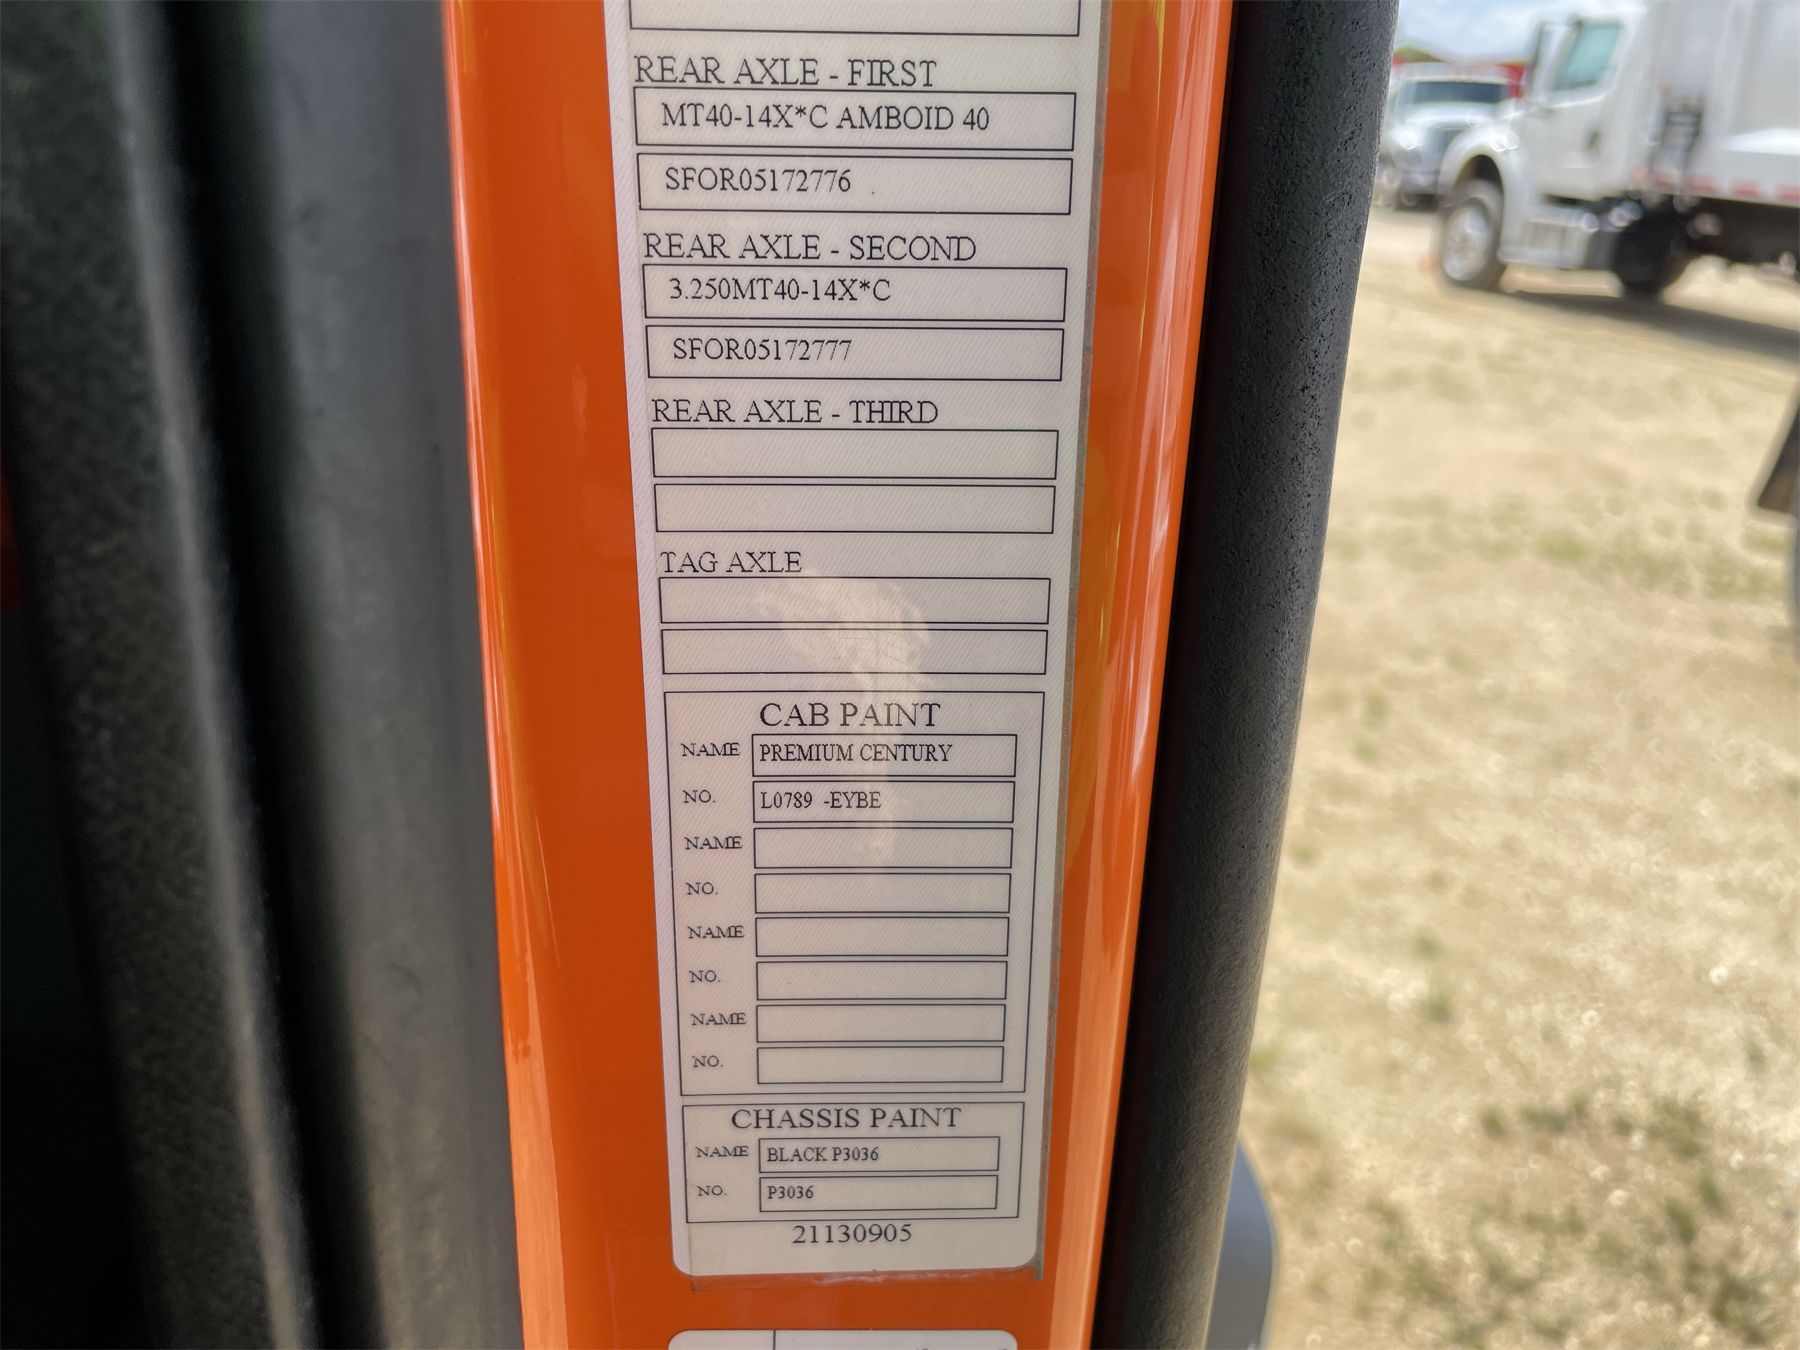 REAR AXLE - FIRST
MT40-14X*C AMBOID 40
SFOR05172776
REAR AXLE - SECOND
3.250MT40-14X*C
SFOR05172777
REAR AXLE - THIRD
TAG AXLE
CAB PAINT
NAME PREMIUM CENTURY
NO. L0789 -EYBE
NAME
NO.
NAME
NO.
NAME
NO.
CHASSIS PAINT
NAME BLACK P3036
NO. P3036
21130905